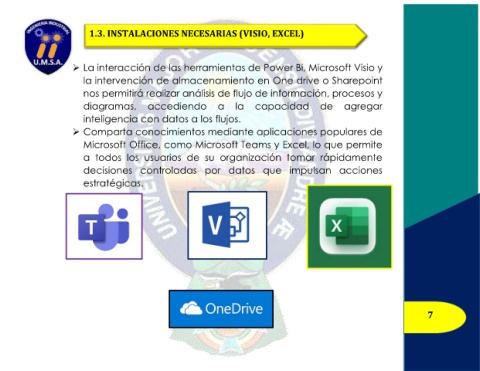 INGENIERIA INDUSTRIAL
U.M.S.A.
1.3. INSTALACIONES NECESARIAS (VISIO, EXCEL)
➢ La interacción de las herramientas de Power Bi, Microsoft Visio y
la intervención de almacenamiento en One drive o Sharepoint
nos permitirá realizar análisis de flujo de información, procesos y
diagramas, accediendo a la capacidad de agregar
inteligencia con datos a los flujos.
➢ Comparta conocimientos mediante aplicaciones populares de
Microsoft Office, como Microsoft Teams y Excel, lo que permite
a todos los usuarios de su organización tomar rápidamente
decisiones controladas por datos que impulsan acciones
estratégicas.
T
V
X
OneDrive
7